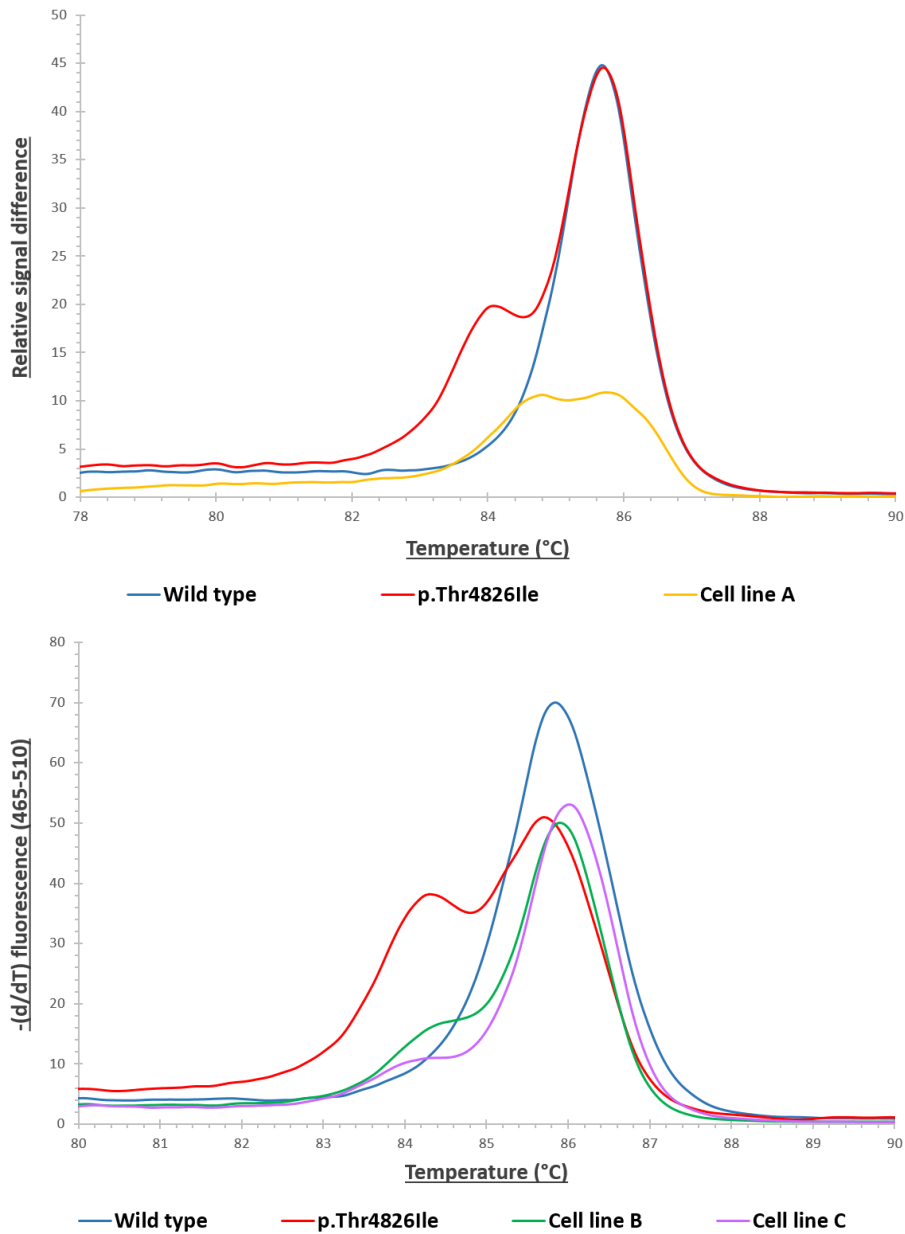 50
45
40
35
30
25
20
15
10
5
0
Relative signal difference
78 80 82 84 86 88 90
Temperature (°C)
Wild type p.Thr4826Ile Cell line A
80
70
60
50
40
30
20
10
0
-(d/dT) fluorescence (465-510)
80 81 82 83 84 85 86 87 88 89 90
Temperature (°C)
Wild type p.Thr4826Ile Cell line B Cell line C